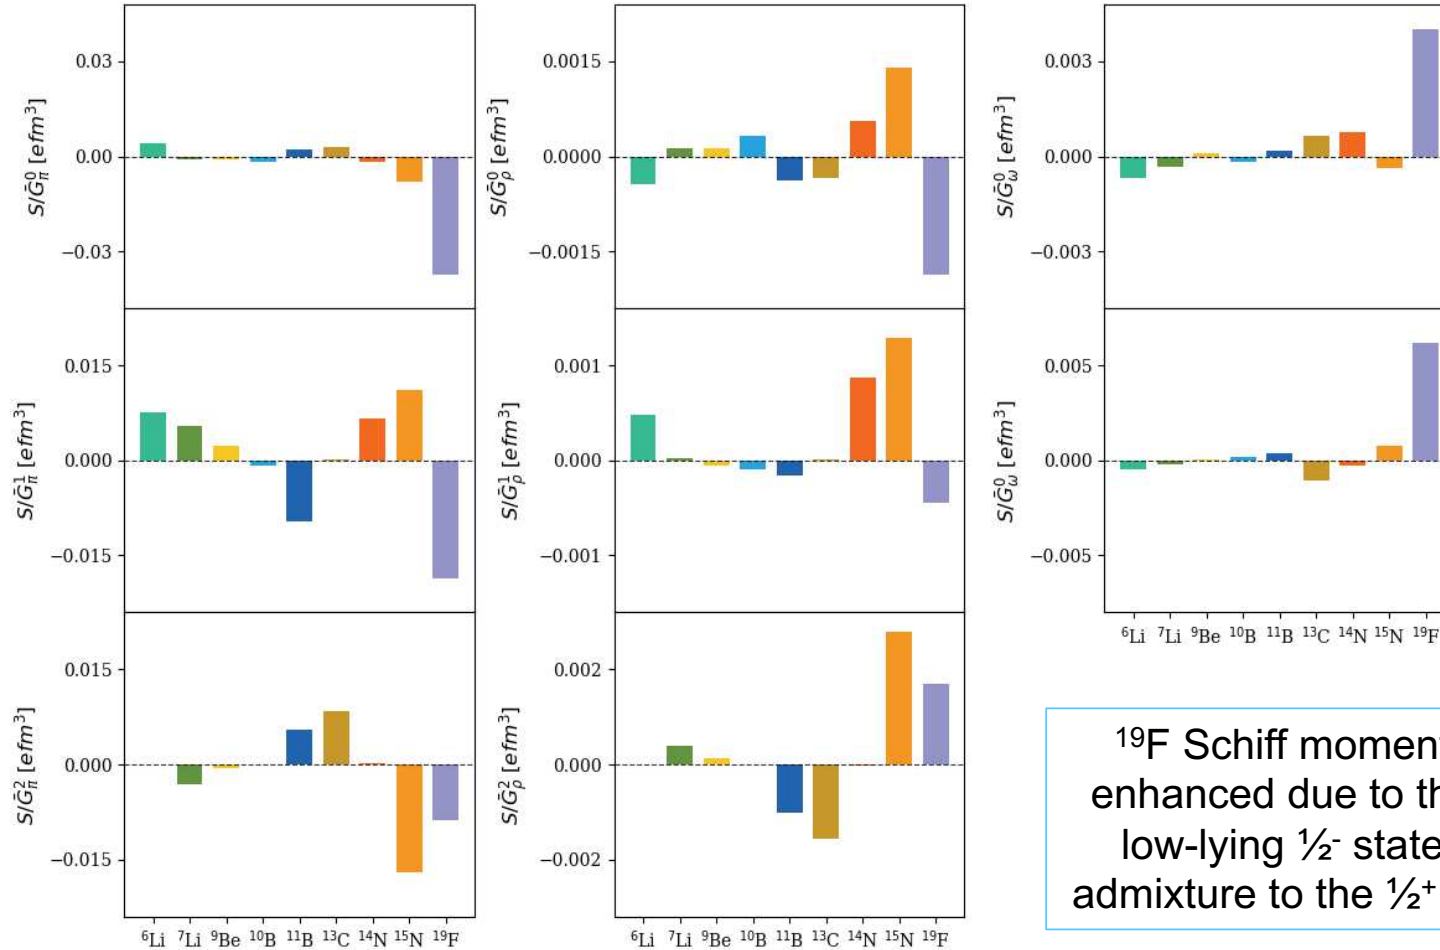 S/Ḡ⁰π [efm³]
0.03
0.00
−0.03
S/Ḡ⁰ρ [efm³]
0.0015
0.0000
−0.0015
S/Ḡ⁰ω [efm³]
0.003
0.000
−0.003
S/Ḡ¹π [efm³]
0.015
0.000
−0.015
S/Ḡ¹ρ [efm³]
0.001
0.000
−0.001
S/Ḡ⁰ω [efm³]
0.005
0.000
−0.005
⁶Li ⁷Li ⁹Be ¹⁰B ¹¹B ¹³C ¹⁴N ¹⁵N ¹⁹F
S/Ḡ²π [efm³]
0.015
0.000
−0.015
⁶Li ⁷Li ⁹Be ¹⁰B ¹¹B ¹³C ¹⁴N ¹⁵N ¹⁹F
S/Ḡ²ρ [efm³]
0.002
0.000
−0.002
⁶Li ⁷Li ⁹Be ¹⁰B ¹¹B ¹³C ¹⁴N ¹⁵N ¹⁹F
¹⁹F Schiff moment
enhanced due to th
low-lying ½⁻ state
admixture to the ½⁺